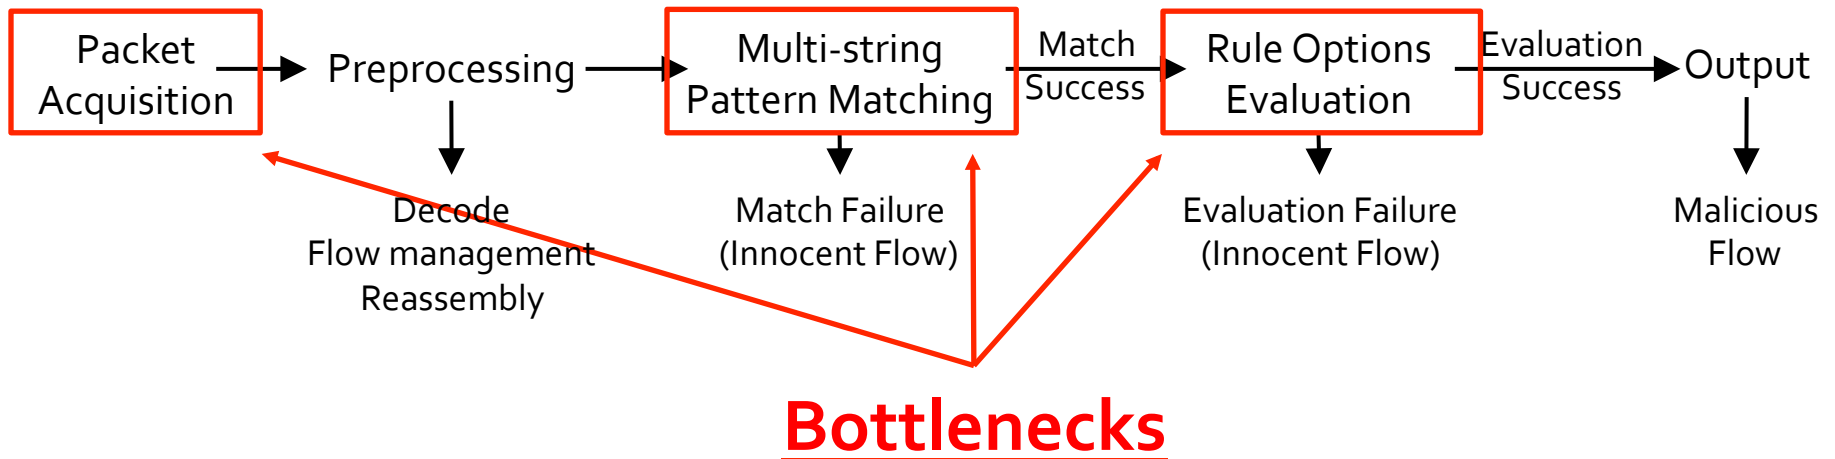 Packet
Acquisition
Preprocessing
Multi-string
Pattern Matching
Match
Success
Rule Options
Evaluation
Evaluation
Success
Output
Decode
Flow management
Reassembly
Match Failure
(Innocent Flow)
Evaluation Failure
(Innocent Flow)
Malicious
Flow
Bottlenecks